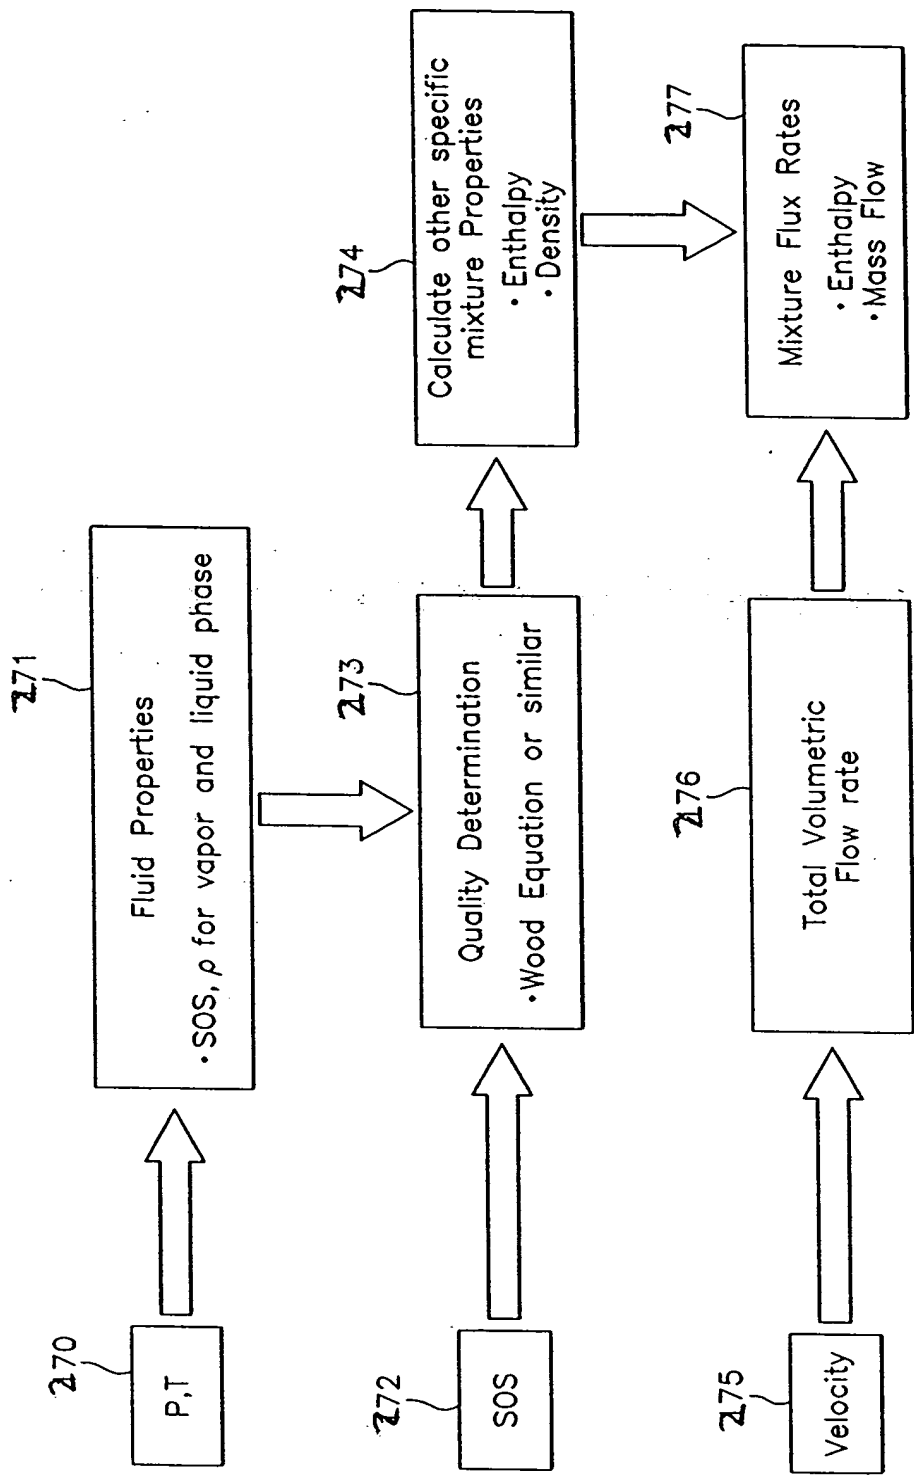 270
P,T
271
Fluid Properties
• SOS, ρ for vapor and liquid phase
272
SOS
273
Quality Determination
• Wood Equation or similar
274
Calculate other specific
mixture Properties
• Enthalpy
• Density
275
Velocity
276
Total Volumetric
Flow rate
277
Mixture Flux Rates
• Enthalpy
• Mass Flow